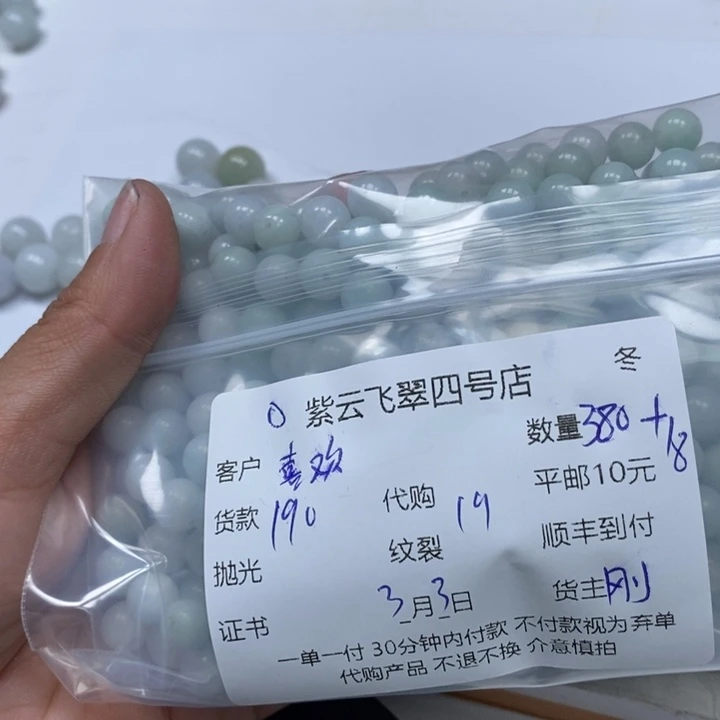 冬
0 紫云飞翠四号店
客户 喜欢 数量 380+18
货款 190 代购 19 平邮10元
抛光 纹裂 顺丰到付
证书 3月3日 货主 刚
一单一付 30分钟内付款 不付款视为弃单
代购产品 不退不换 介意慎拍